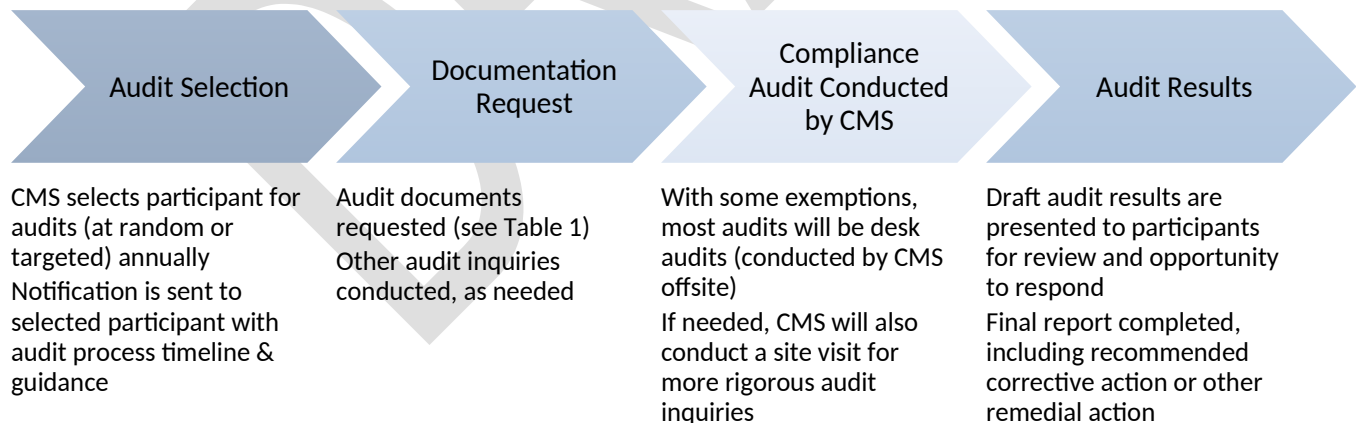 Audit Selection
Documentation
Request
Compliance
Audit Conducted
by CMS
Audit Results
CMS selects participant for
audits (at random or
targeted) annually
Notification is sent to
selected participant with
audit process timeline &
guidance
Audit documents
requested (see Table 1)
Other audit inquiries
conducted, as needed
With some exemptions,
most audits will be desk
audits (conducted by CMS
offsite)
If needed, CMS will also
conduct a site visit for
more rigorous audit
inquiries
Draft audit results are
presented to participants
for review and opportunity
to respond
Final report completed,
including recommended
corrective action or other
remedial action